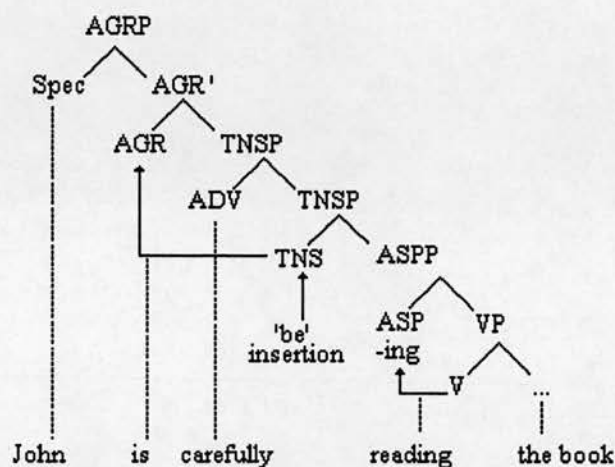 AGRP
Spec AGR'
AGR TNSP
ADV TNSP
TNS ASPP
'be' insertion
ASP VP
-ing
V ...
John is carefully reading the book